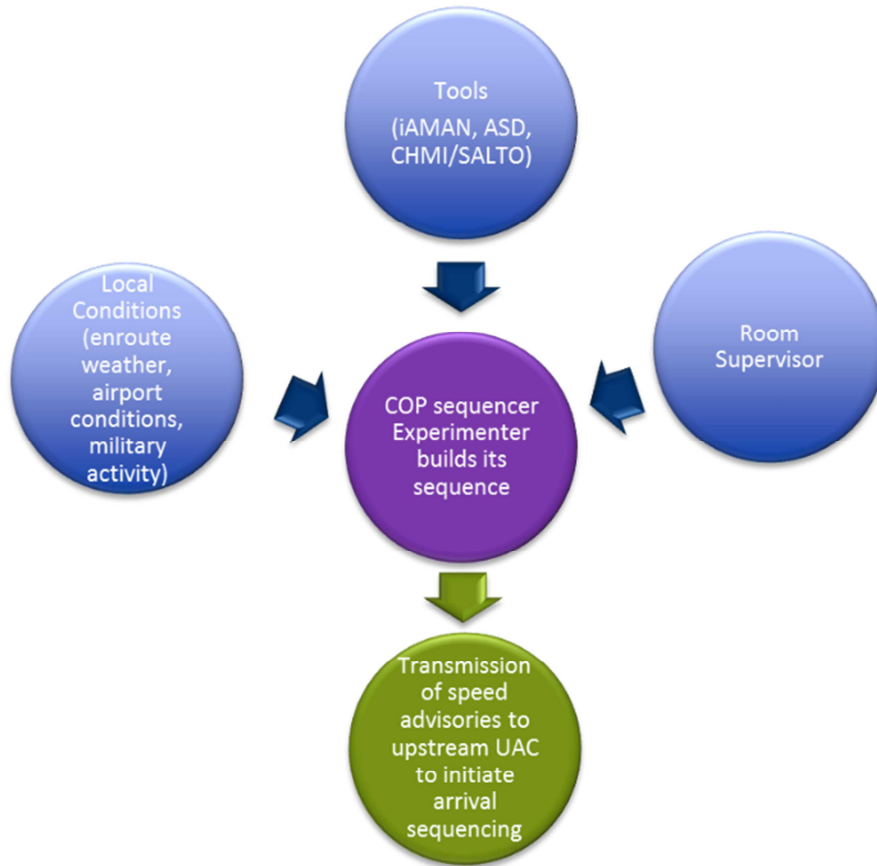 Tools
(iAMAN, ASD,
CHMI/SALTO)
Local
Conditions
(enroute
weather,
airport
conditions,
military
activity)
Room
Supervisor
COP sequencer
Experimenter
builds its
sequence
Transmission
of speed
advisories to
upstream UAC
to initiate
arrival
sequencing